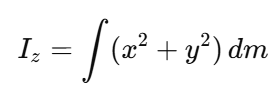 I_z = ∫(x² + y²) dm